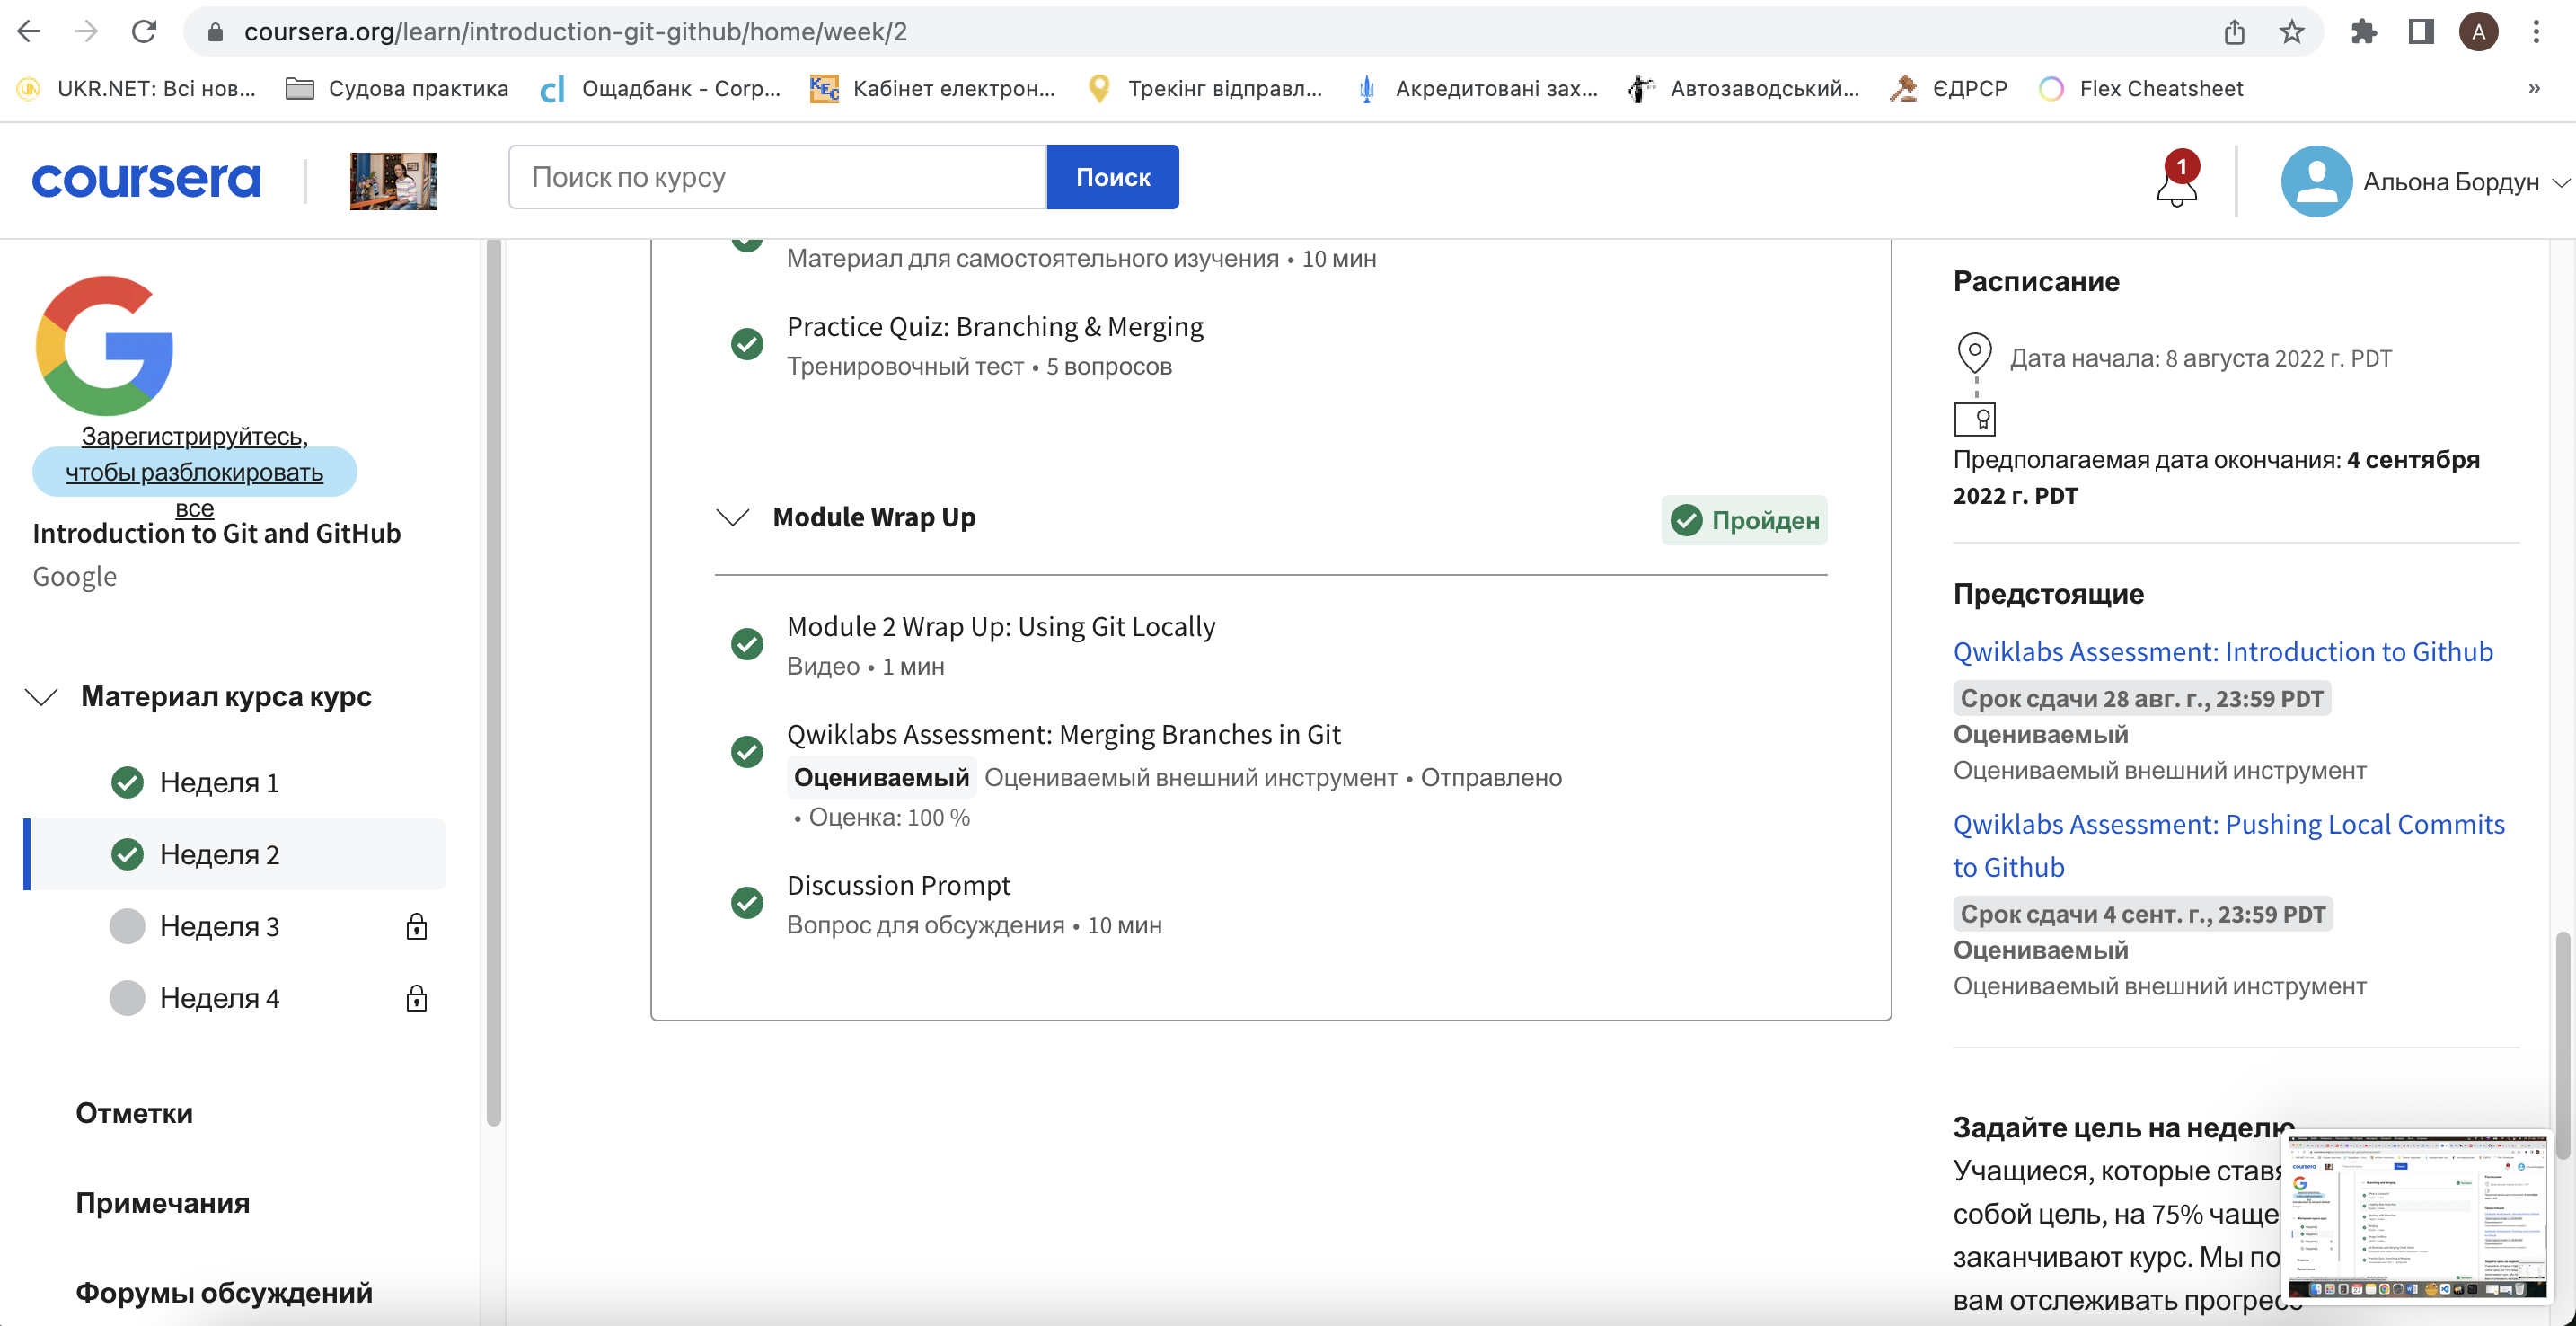 coursera.org/learn/introduction-git-github/home/week/2
A
UKR.NET: Всі нов...
Судова практика
Ощадбанк - Corp...
Кабінет електрон...
Трекінг відправл...
Акредитовані зах...
Автозаводський...
ЄДРСР
Flex Cheatsheet
»
coursera
Поиск по курсу
Поиск
1
Альона Бордун
Зарегистрируйтесь,
чтобы разблокировать
все
Introduction to Git and GitHub
Google
Материал курса курс
Неделя 1
Неделя 2
Неделя 3
Неделя 4
Отметки
Примечания
Форумы обсуждений
Материал для самостоятельного изучения • 10 мин
Practice Quiz: Branching & Merging
Тренировочный тест • 5 вопросов
Module Wrap Up
Пройден
Module 2 Wrap Up: Using Git Locally
Видео • 1 мин
Qwiklabs Assessment: Merging Branches in Git
Оцениваемый Оцениваемый внешний инструмент • Отправлено
• Оценка: 100 %
Discussion Prompt
Вопрос для обсуждения • 10 мин
Расписание
Дата начала: 8 августа 2022 г. PDT
Предполагаемая дата окончания: 4 сентября
2022 г. PDT
Предстоящие
Qwiklabs Assessment: Introduction to Github
Срок сдачи 28 авг. г., 23:59 PDT
Оцениваемый
Оцениваемый внешний инструмент
Qwiklabs Assessment: Pushing Local Commits
to Github
Срок сдачи 4 сент. г., 23:59 PDT
Оцениваемый
Оцениваемый внешний инструмент
Задайте цель на неделю
Учащиеся, которые ставя
собой цель, на 75% чаще
заканчивают курс. Мы по
вам отслеживать прогресс